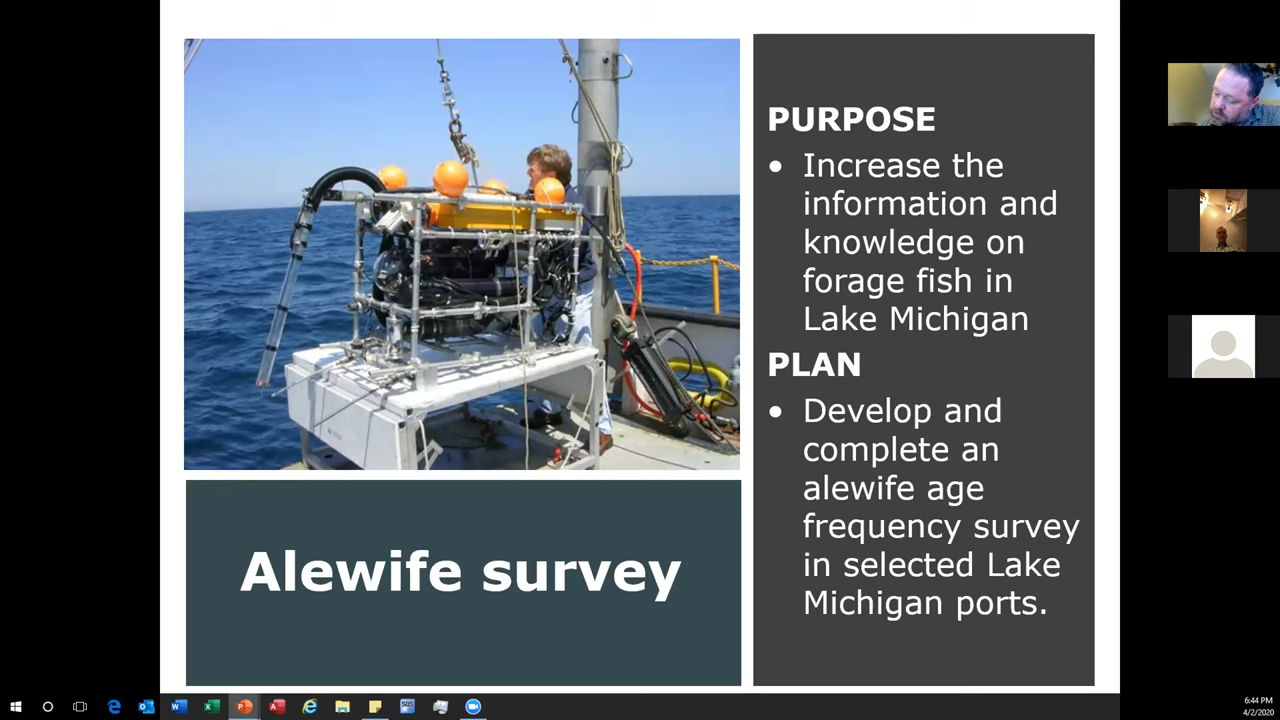 PURPOSE
• Increase the
information and
knowledge on
forage fish in
Lake Michigan
PLAN
• Develop and
complete an
alewife age
frequency survey
in selected Lake
Michigan ports.
Alewife survey
6:44 PM
4/2/2020